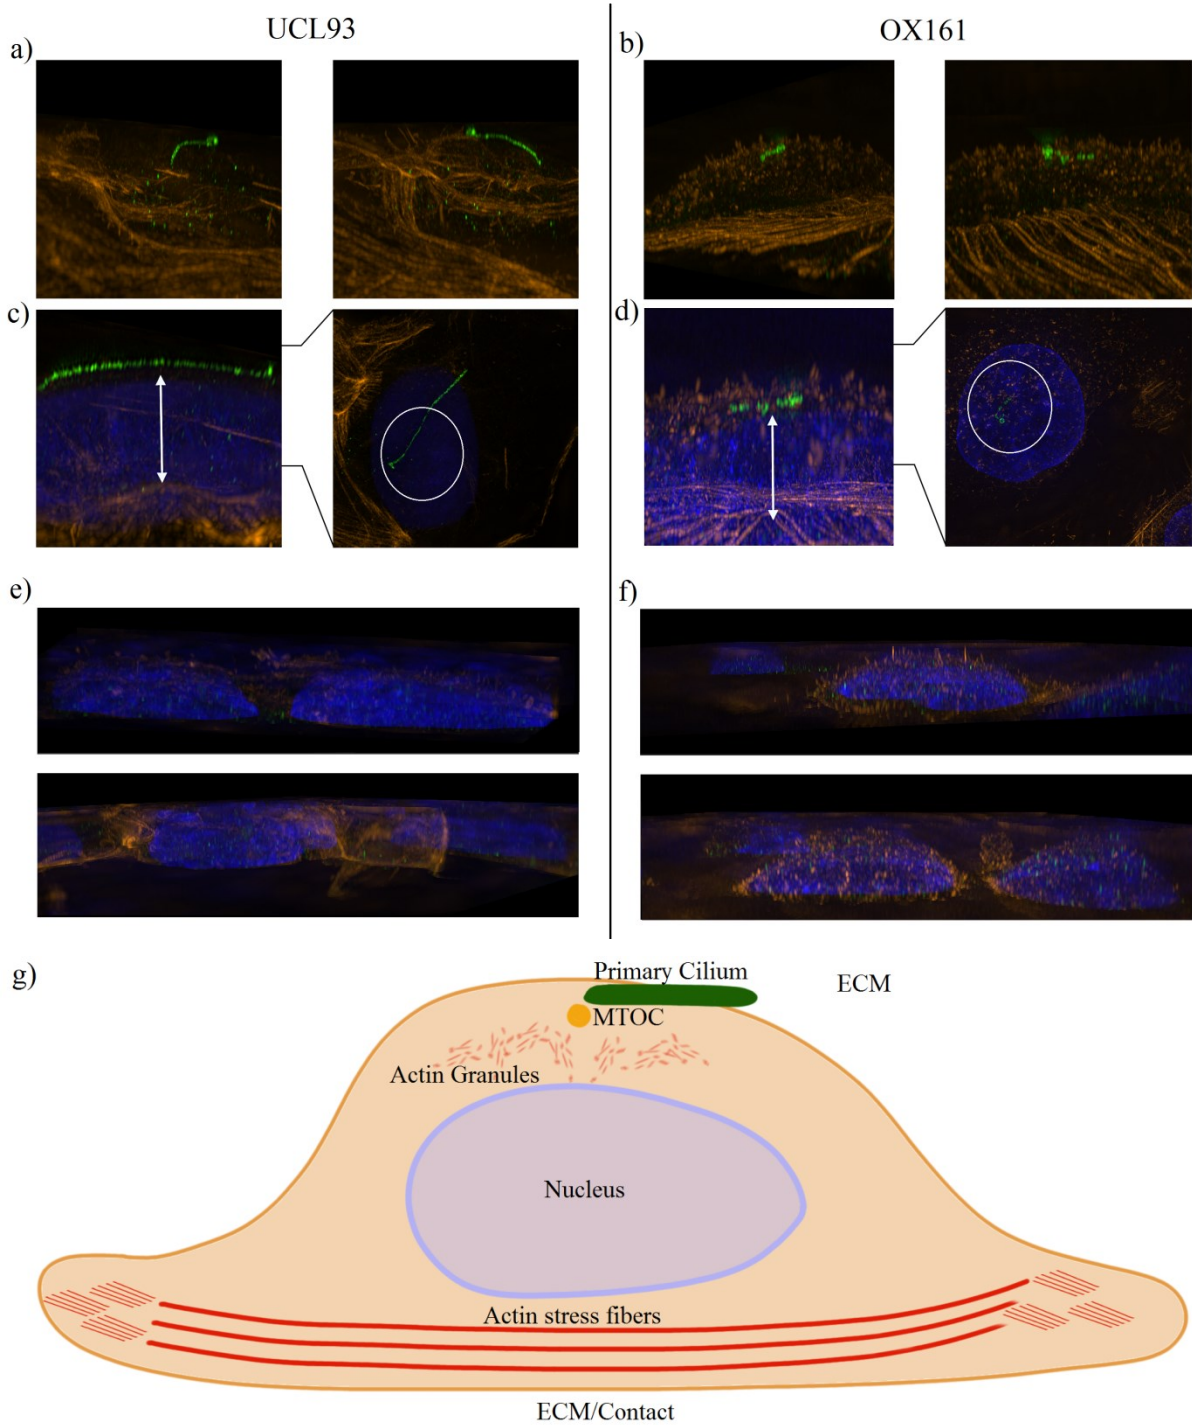 UCL93
OX161
a)
b)
c)
d)
e)
f)
g)
Primary Cilium
ECM
MTOC
Actin Granules
Nucleus
Actin stress fibers
ECM/Contact